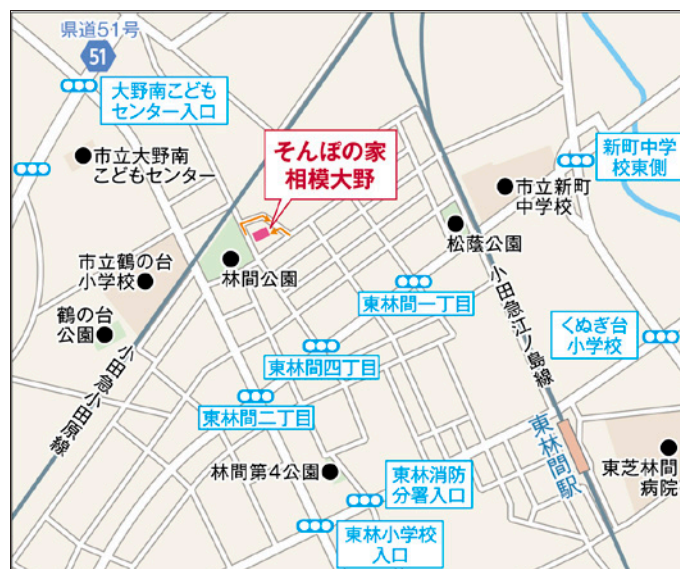 県道51号
51
大野南こども
センター入口
市立大野南
こどもセンター
そんぽの家
相模大野
新町中学
校東側
市立新町
中学校
松蔭公園
市立鶴の台
小学校
林間公園
東林間一丁目
小田急江ノ島線
くぬぎ台
小学校
鶴の台
公園
小田急小田原線
東林間四丁目
東林間二丁目
東林間駅
林間第4公園
東林消防
分署入口
東芝林間
病院
東林小学校
入口